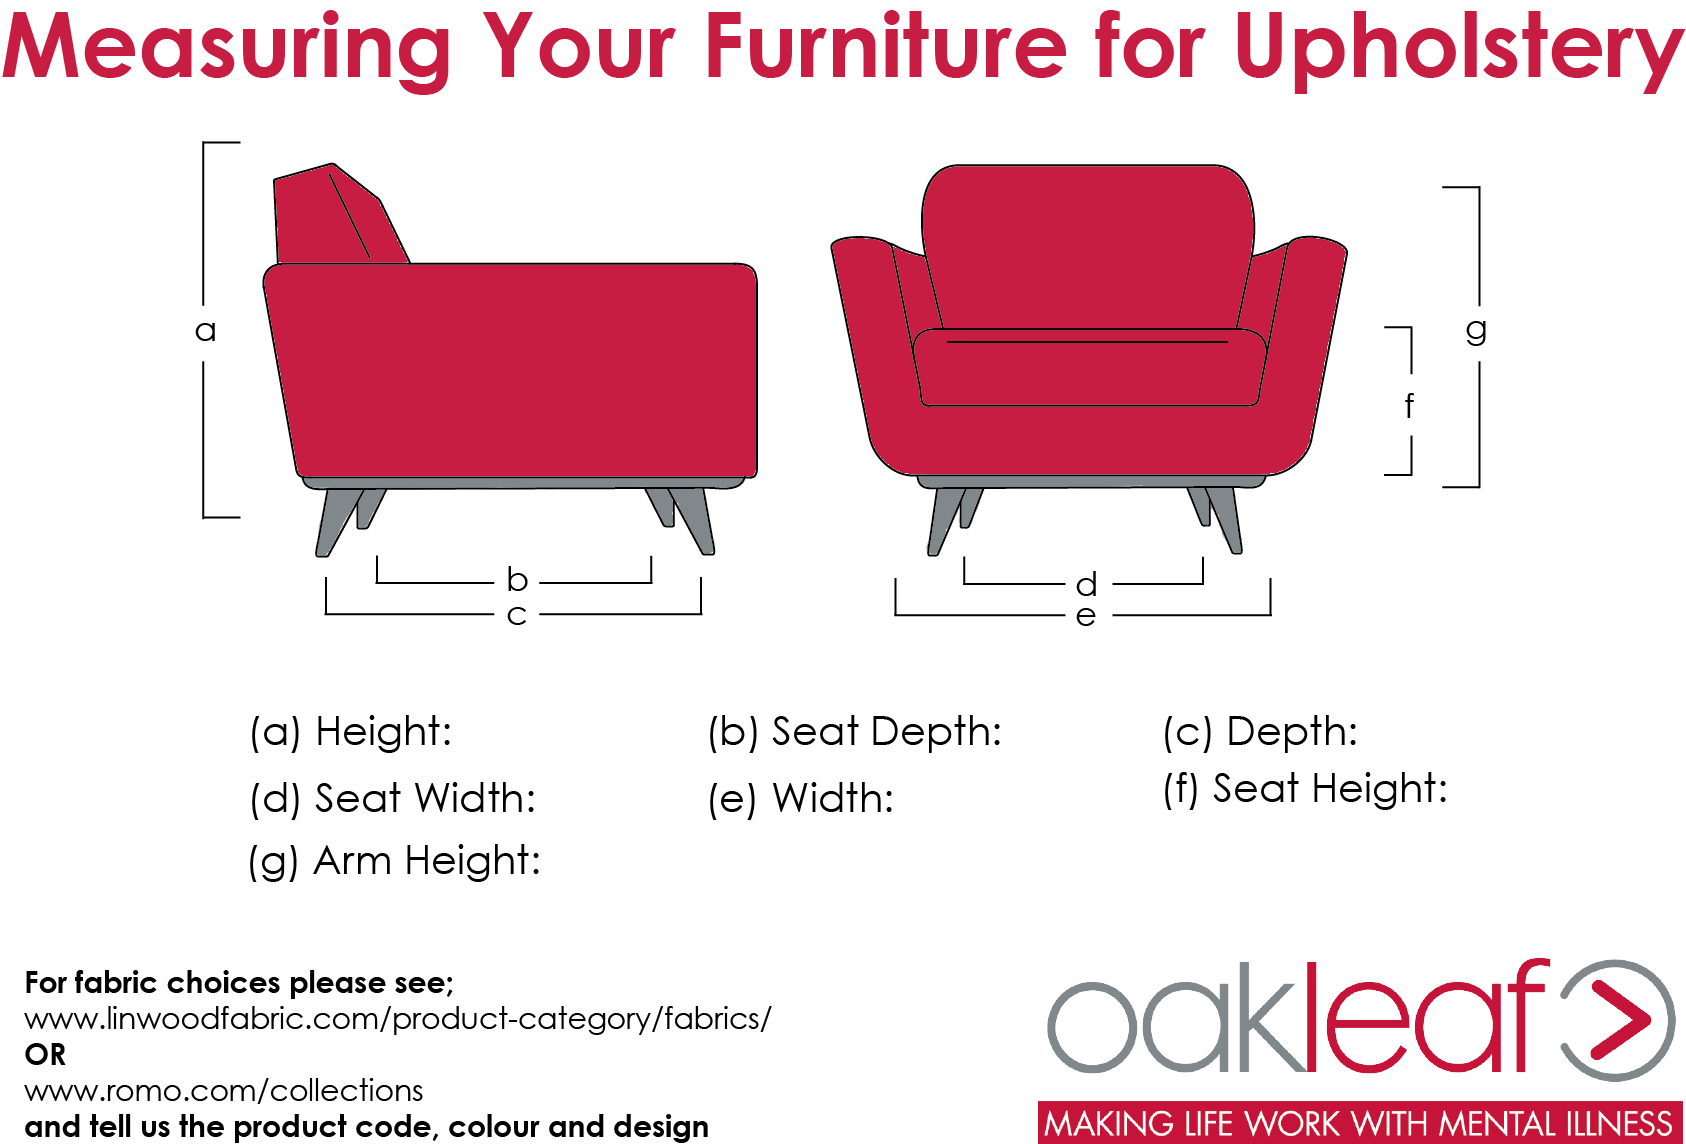 Measuring Your Furniture for Upholstery
a
g
f
b
c
d
e
(a) Height:
(b) Seat Depth:
(c) Depth:
(d) Seat Width:
(e) Width:
(f) Seat Height:
(g) Arm Height:
For fabric choices please see;
www.linwoodfabric.com/product-category/fabrics/
OR
www.romo.com/collections
and tell us the product code, colour and design
oakleaf
MAKING LIFE WORK WITH MENTAL ILLNESS